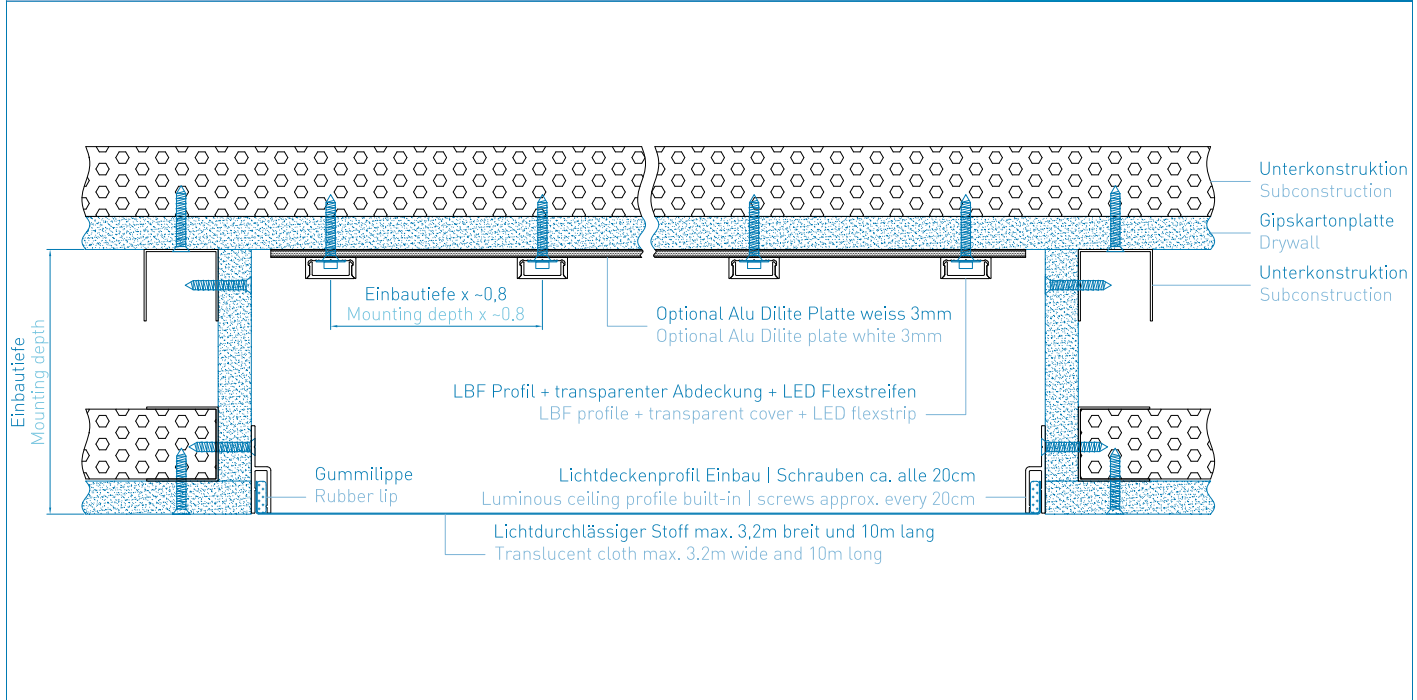 Unterkonstruktion
Subconstruction
Gipskartonplatte
Drywall
Unterkonstruktion
Subconstruction
Einbautiefe x ~0,8
Mounting depth x ~0.8
Optional Alu Dilite Platte weiss 3mm
Optional Alu Dilite plate white 3mm
Einbautiefe
Mounting depth
LBF Profil + transparenter Abdeckung + LED Flexstreifen
LBF profile + transparent cover + LED flexstrip
Gummilippe
Rubber lip
Lichtdeckenprofil Einbau | Schrauben ca. alle 20cm
Luminous ceiling profile built-in | screws approx. every 20cm
Lichtdurchlässiger Stoff max. 3,2m breit und 10m lang
Translucent cloth max. 3.2m wide and 10m long